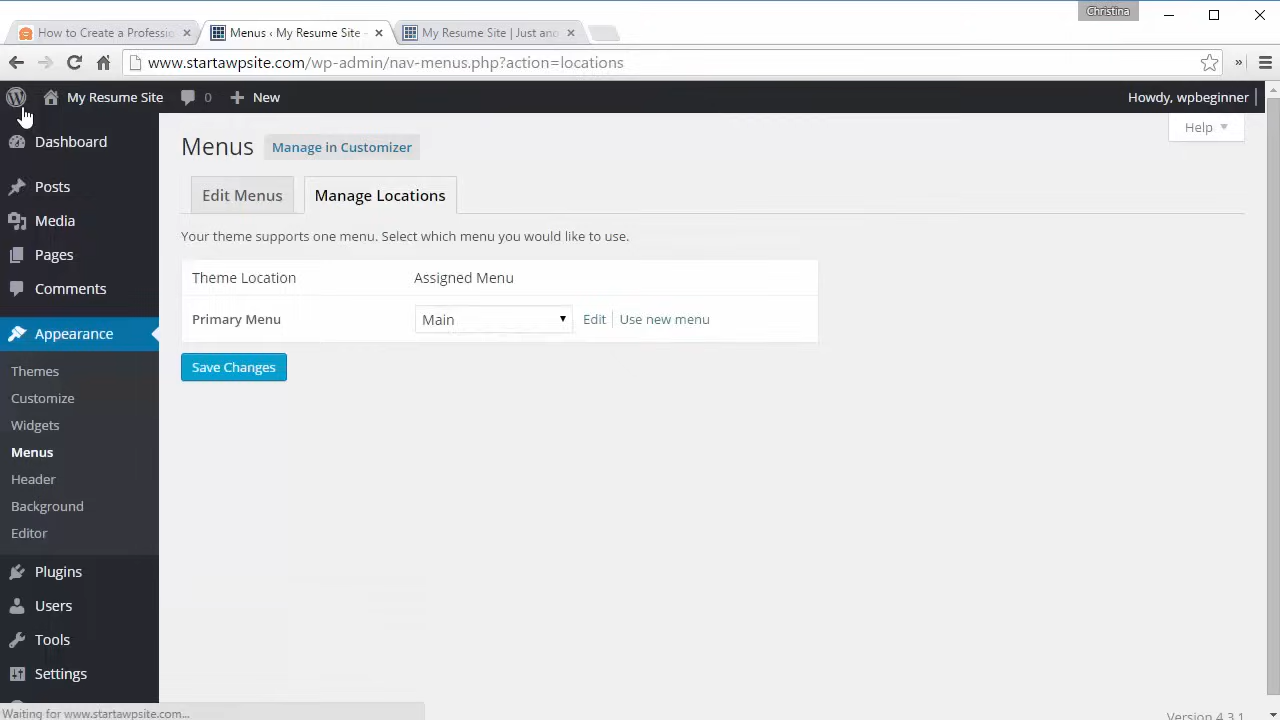 Christina
How to Create a Professio
Menus ‹ My Resume Site -
My Resume Site | Just ano
www.startawpsite.com/wp-admin/nav-menus.php?action=locations
My Resume Site
0
New
Howdy, wpbeginner
Help
Dashboard
Posts
Media
Pages
Comments
Appearance
Themes
Customize
Widgets
Menus
Header
Background
Editor
Plugins
Users
Tools
Settings
Menus
Manage in Customizer
Edit Menus
Manage Locations
Your theme supports one menu. Select which menu you would like to use.
Theme Location
Assigned Menu
Primary Menu
Main
Edit
Use new menu
Save Changes
Waiting for www.startawpsite.com...
Version 4.3.1